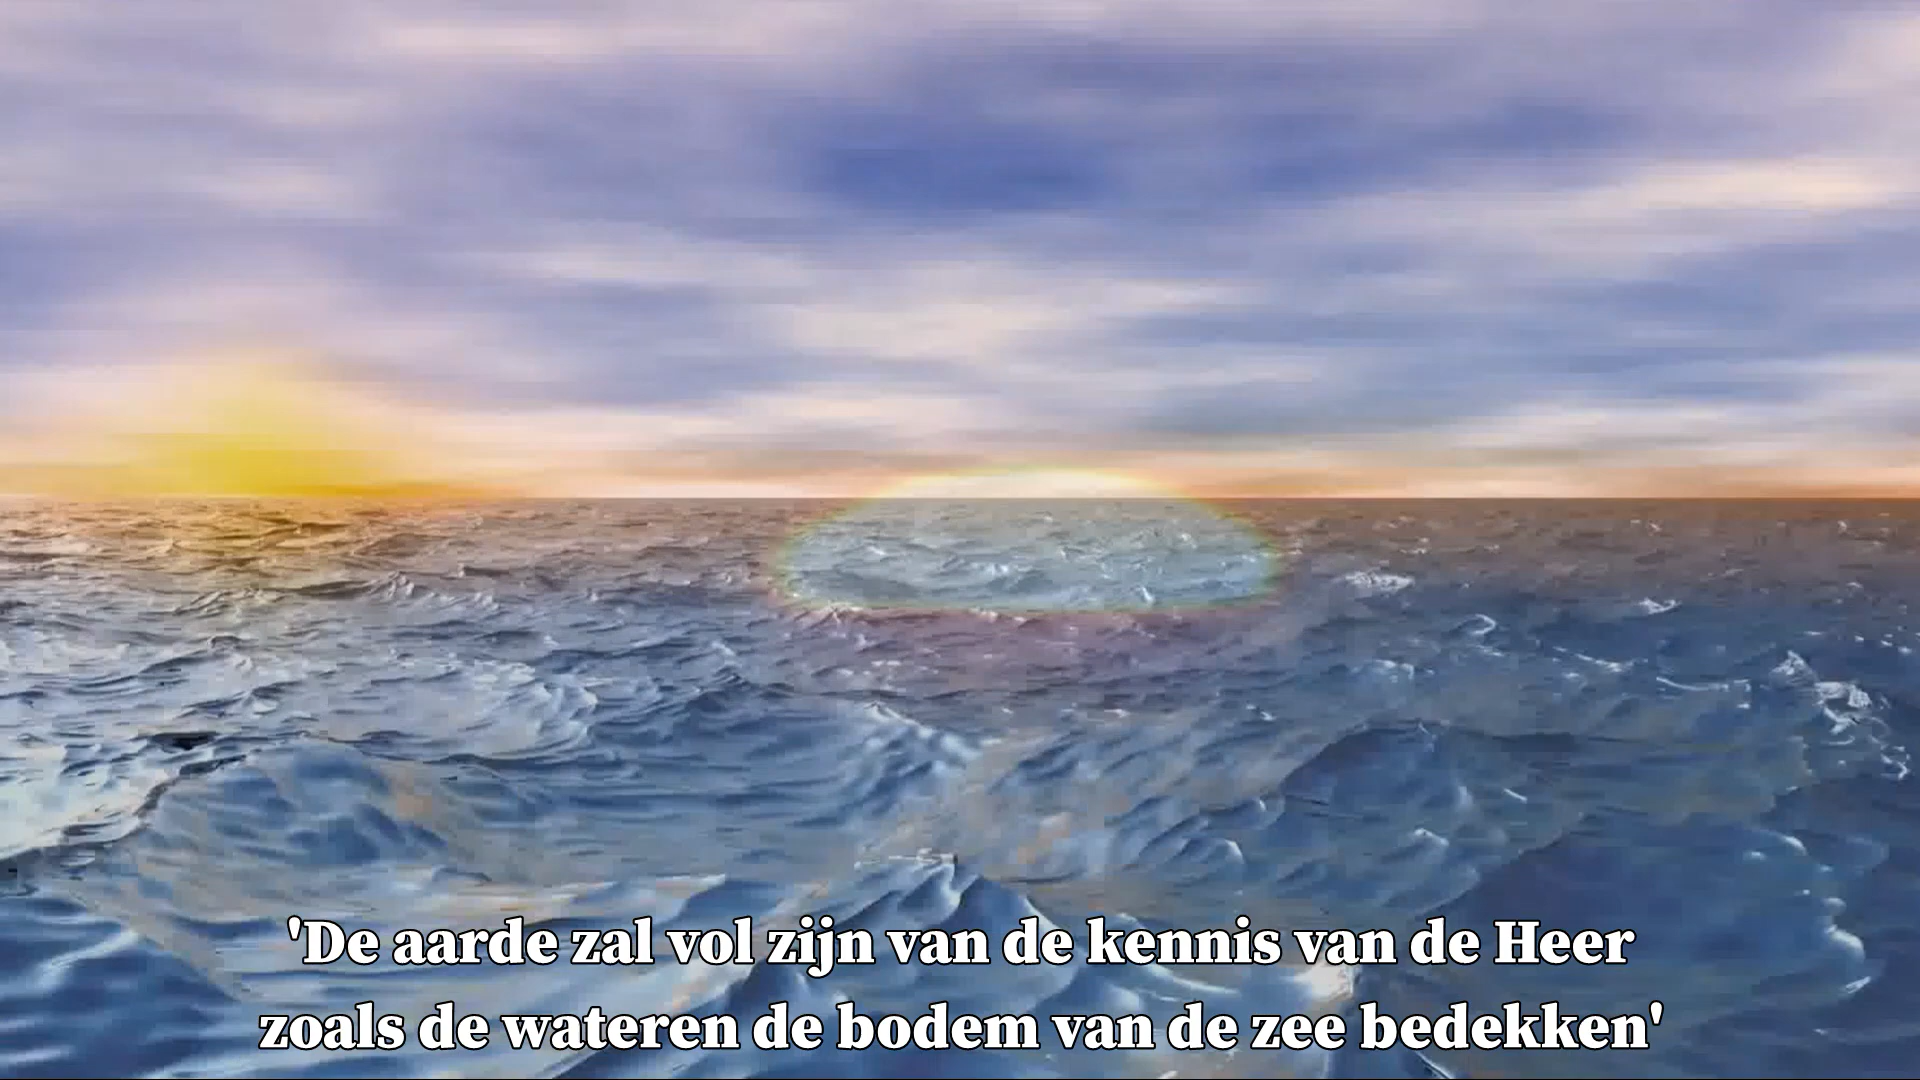 'De aarde zal vol zijn van de kennis van de Heer
zoals de wateren de bodem van de zee bedekken'